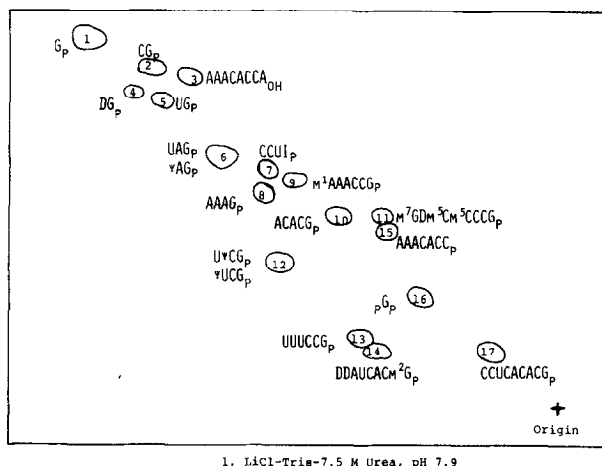 Gp 1
CGp
2
3 AAACACCAOH
4 5 UGp
DGp
UAGp 6 CCUIp
ΨAGp 7
9 M¹AAACCGp
AAAGp 8
ACACGp 10 11 M⁷GDM⁵CM⁵CCCGp
15 AAACACCp
UΨCGp 12
ΨUCGp
pGp 16
UUUCCGp 13
14 17
DDAUCACM²Gp CCUCACACGp
Origin
1. LiCl-Tris-7.5 M Urea, pH 7.9